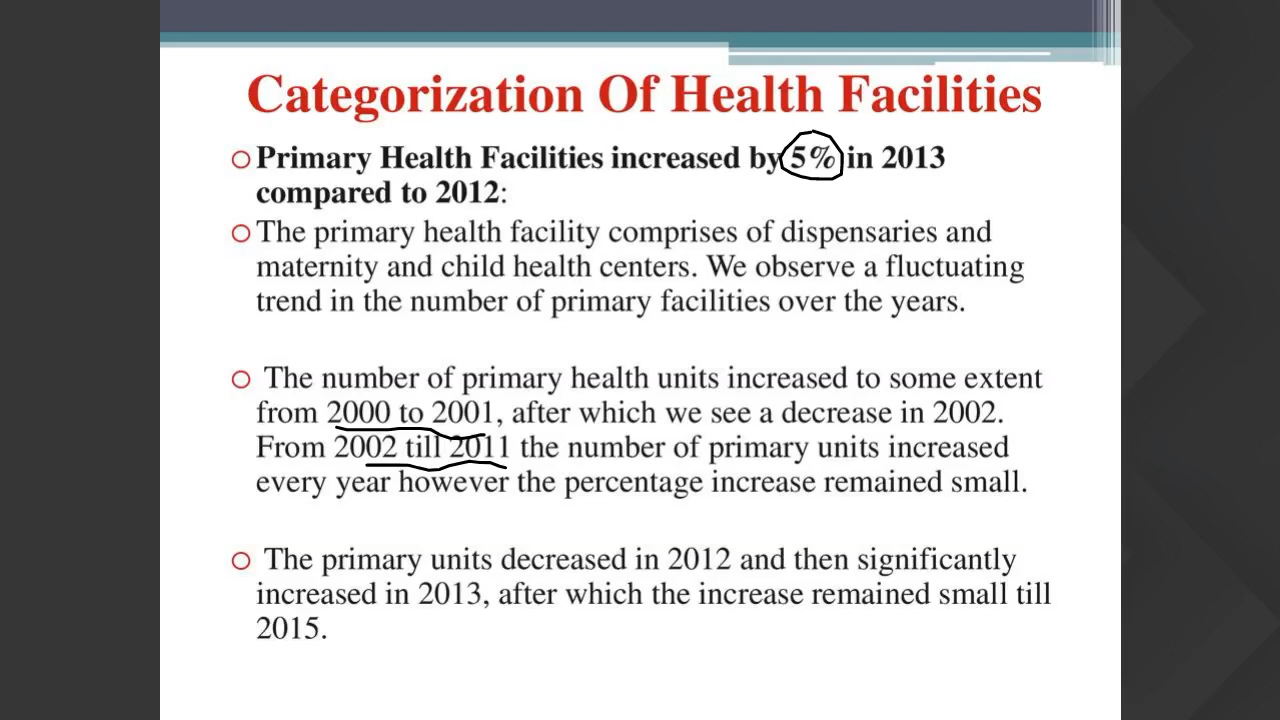 Categorization Of Health Facilities
Primary Health Facilities increased by 5% in 2013
compared to 2012:
The primary health facility comprises of dispensaries and
maternity and child health centers. We observe a fluctuating
trend in the number of primary facilities over the years.
The number of primary health units increased to some extent
from 2000 to 2001, after which we see a decrease in 2002.
From 2002 till 2011 the number of primary units increased
every year however the percentage increase remained small.
The primary units decreased in 2012 and then significantly
increased in 2013, after which the increase remained small till
2015.